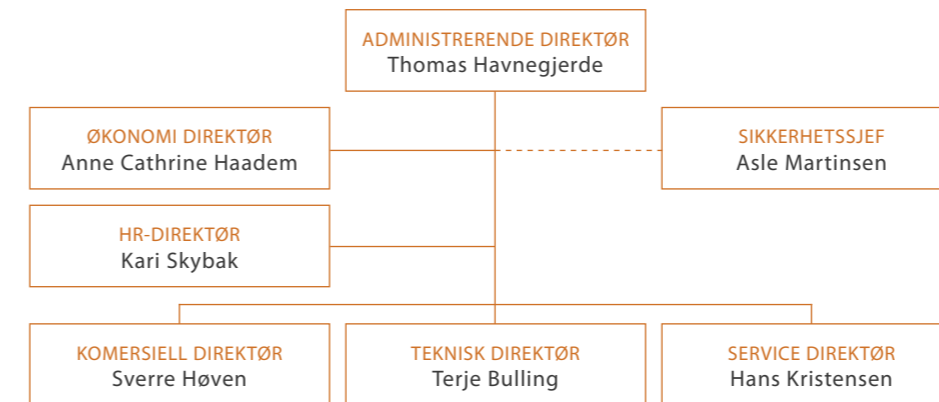 ADMINISTRERENDE DIREKTØR
Thomas Havnegjerde
ØKONOMI DIREKTØR
Anne Cathrine Haadem
SIKKERHETSSJEF
Asle Martinsen
HR-DIREKTØR
Kari Skybak
KOMERSIELL DIREKTØR
Sverre Høven
TEKNISK DIREKTØR
Terje Bulling
SERVICE DIREKTØR
Hans Kristensen